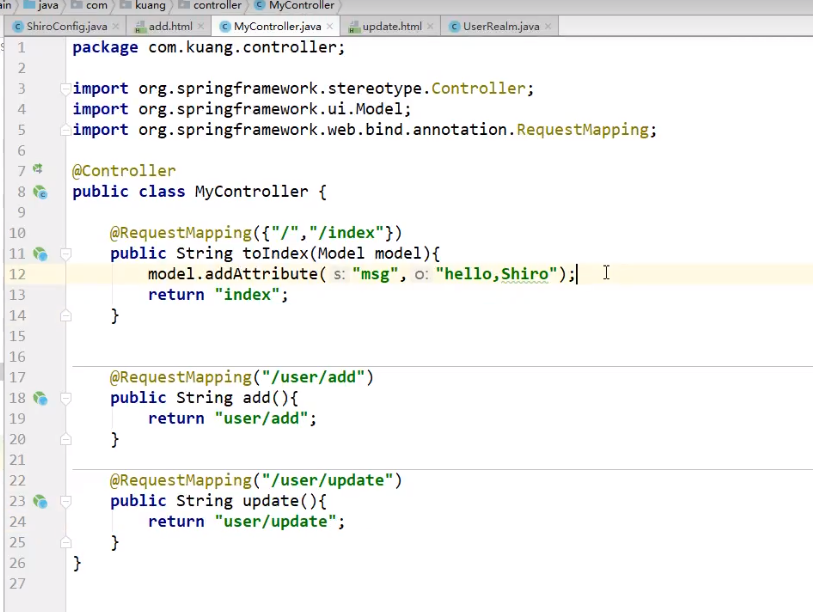 ain java com kuang controller MyController
ShiroConfig.java add.html MyController.java update.html UserRealm.java
1 package com.kuang.controller;
2
3 import org.springframework.stereotype.Controller;
4 import org.springframework.ui.Model;
5 import org.springframework.web.bind.annotation.RequestMapping;
6
7 @Controller
8 public class MyController {
9
10 @RequestMapping({"/","/index"})
11 public String toIndex(Model model){
12 model.addAttribute( s: "msg", o: "hello,Shiro");
13 return "index";
14 }
15
16
17 @RequestMapping("/user/add")
18 public String add(){
19 return "user/add";
20 }
21
22 @RequestMapping("/user/update")
23 public String update(){
24 return "user/update";
25 }
26 }
27